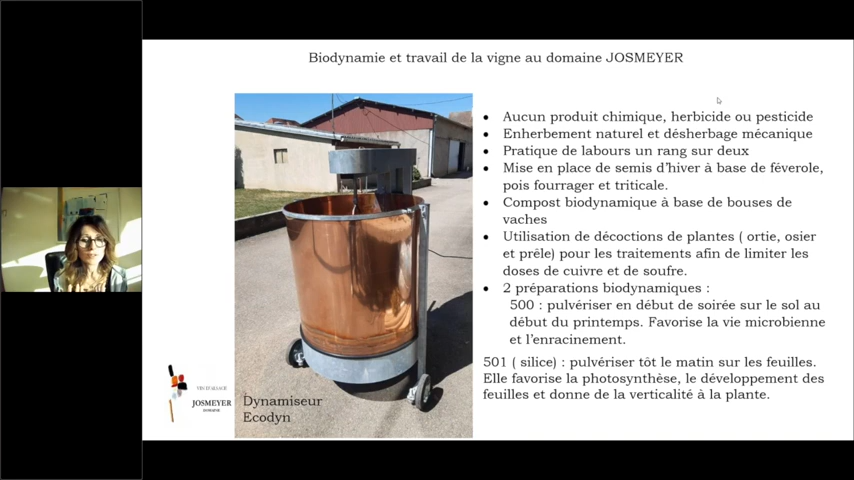 Biodynamie et travail de la vigne au domaine JOSMEYER
• Aucun produit chimique, herbicide ou pesticide
• Enherbement naturel et désherbage mécanique
• Pratique de labours un rang sur deux
• Mise en place de semis d'hiver à base de féverole,
pois fourrager et triticale.
• Compost biodynamique à base de bouses de
vaches
• Utilisation de décoctions de plantes ( ortie, osier
et prêle) pour les traitements afin de limiter les
doses de cuivre et de soufre.
• 2 préparations biodynamiques :
500 : pulvériser en début de soirée sur le sol au
début du printemps. Favorise la vie microbienne
et l'enracinement.
501 ( silice) : pulvériser tôt le matin sur les feuilles.
Elle favorise la photosynthèse, le développement des
feuilles et donne de la verticalité à la plante.
VINS D'ALSACE
JOSMEYER
DOMAINE
Dynamiseur
Ecodyn